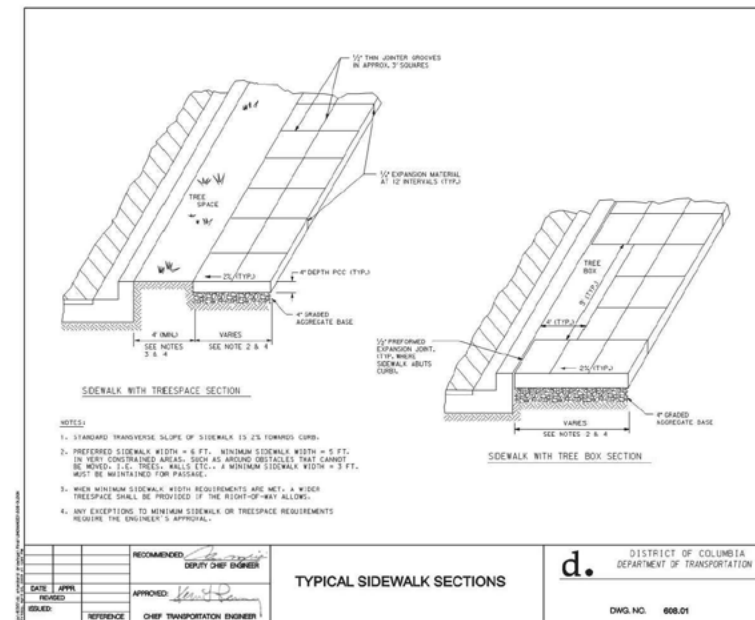 1/2" THIN JOINTER GROOVES
IN APPROX. 3' SQUARES
1/2" EXPANSION MATERIAL
AT 12' INTERVALS (TYP.)
TREE
SPACE
2% (TYP.)
4" DEPTH PCC (TYP.)
4" GRADED
AGGREGATE BASE
4' (MIN.)
SEE NOTES
3 & 4
VARIES
SEE NOTE 2 & 4
SIDEWALK WITH TREESPACE SECTION
TREE
BOX
9' (TYP.)
4' (TYP.)
1/2" PREFORMED
EXPANSION JOINT,
(TYP. WHERE
SIDEWALK ABUTS
CURB).
2% (TYP.)
4" GRADED
AGGREGATE BASE
VARIES
SEE NOTES 2 & 4
SIDEWALK WITH TREE BOX SECTION
NOTES:
1. STANDARD TRANSVERSE SLOPE OF SIDEWALK IS 2% TOWARDS CURB.
2. PREFERRED SIDEWALK WIDTH = 6 FT. MINIMUM SIDEWALK WIDTH = 5 FT.
IN VERY CONSTRAINED AREAS, SUCH AS AROUND OBSTACLES THAT CANNOT
BE MOVED, I.E. TREES, WALLS ETC., A MINIMUM SIDEWALK WIDTH = 3 FT.
MUST BE MAINTAINED FOR PASSAGE.
3. WHEN MINIMUM SIDEWALK WIDTH REQUIREMENTS ARE MET, A WIDER
TREESPACE SHALL BE PROVIDED IF THE RIGHT-OF-WAY ALLOWS.
4. ANY EXCEPTIONS TO MINIMUM SIDEWALK OR TREESPACE REQUIREMENTS
REQUIRE THE ENGINEER'S APPROVAL.
DATE APPR.
REVISED
ISSUED:
REFERENCE
RECOMMENDED:
DEPUTY CHIEF ENGINEER
APPROVED:
CHIEF TRANSPORTATION ENGINEER
TYPICAL SIDEWALK SECTIONS
d.
DISTRICT OF COLUMBIA
DEPARTMENT OF TRANSPORTATION
DWG. NO. 608.01